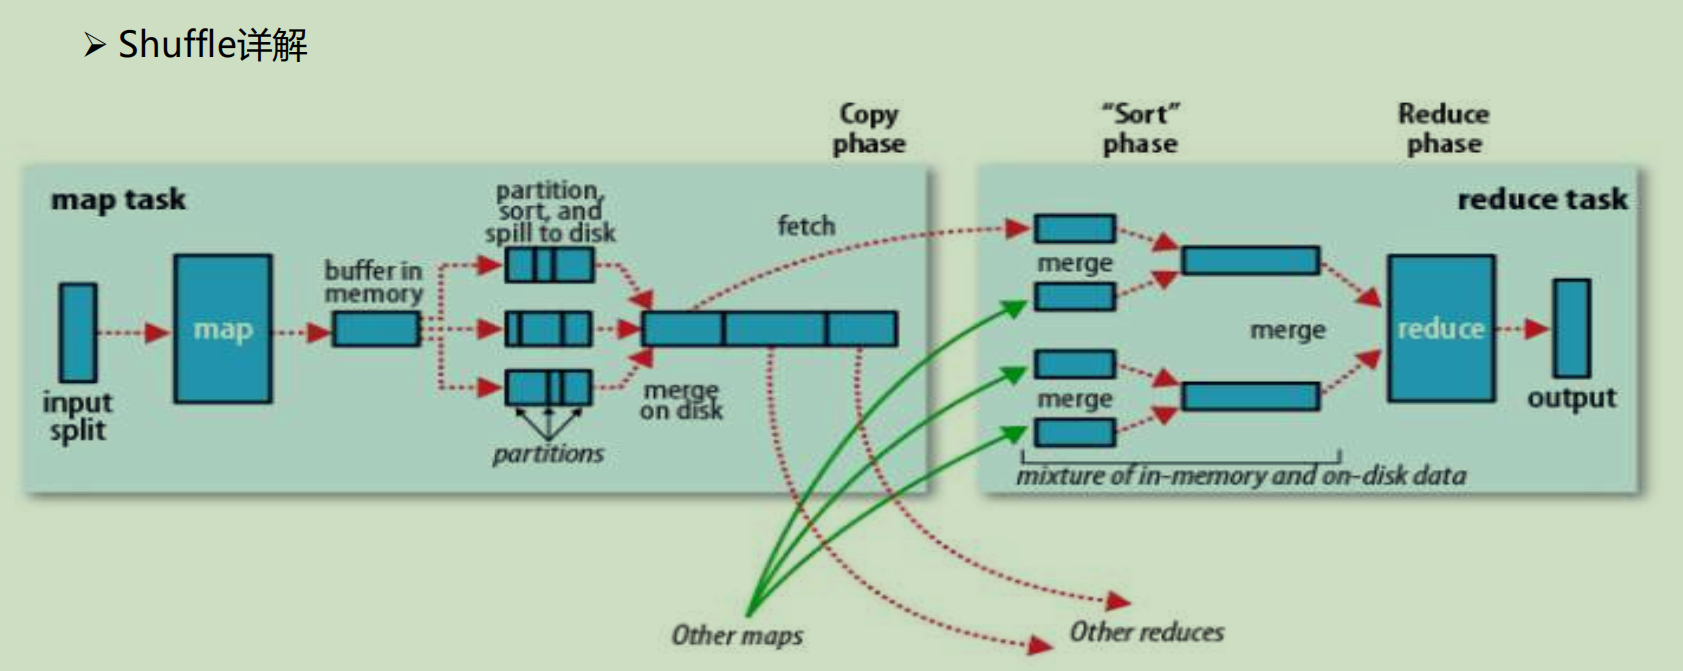 ➢ Shuffle详解
Copy
phase
“Sort”
phase
Reduce
phase
map task
partition,
sort, and
spill to disk
fetch
reduce task
buffer in
memory
merge
map
merge
reduce
input
split
merge
on disk
merge
output
partitions
mixture of in-memory and on-disk data
Other maps
Other reduces